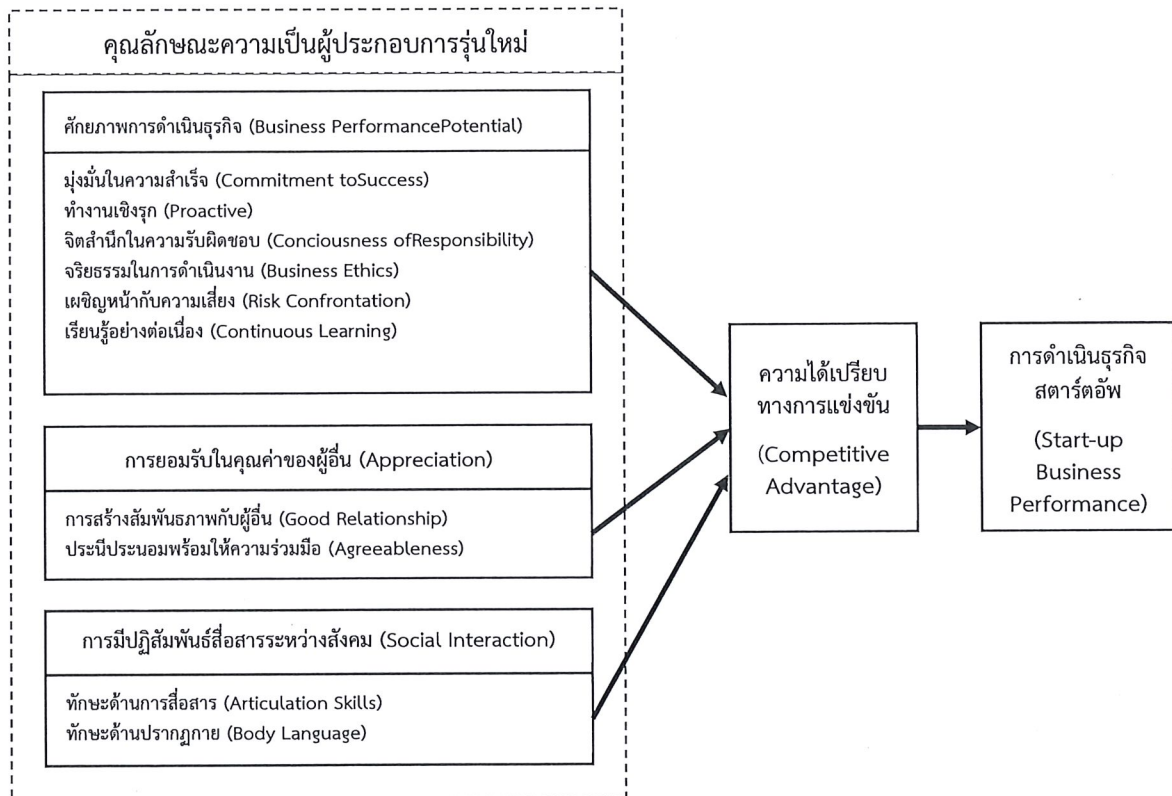 คุณลักษณะความเป็นผู้ประกอบการรุ่นใหม่
ศักยภาพการดำเนินธุรกิจ (Business PerformancePotential)
มุ่งมั่นในความสำเร็จ (Commitment toSuccess)
ทำงานเชิงรุก (Proactive)
จิตสำนึกในความรับผิดชอบ (Conciousness ofResponsibility)
จริยธรรมในการดำเนินงาน (Business Ethics)
เผชิญหน้ากับความเสี่ยง (Risk Confrontation)
เรียนรู้อย่างต่อเนื่อง (Continuous Learning)
การยอมรับในคุณค่าของผู้อื่น (Appreciation)
การสร้างสัมพันธภาพกับผู้อื่น (Good Relationship)
ประนีประนอมพร้อมให้ความร่วมมือ (Agreeableness)
การมีปฏิสัมพันธ์สื่อสารระหว่างสังคม (Social Interaction)
ทักษะด้านการสื่อสาร (Articulation Skills)
ทักษะด้านปรากฏกาย (Body Language)
ความได้เปรียบ
ทางการแข่งขัน
(Competitive
Advantage)
การดำเนินธุรกิจ
สตาร์ตอัพ
(Start-up
Business
Performance)